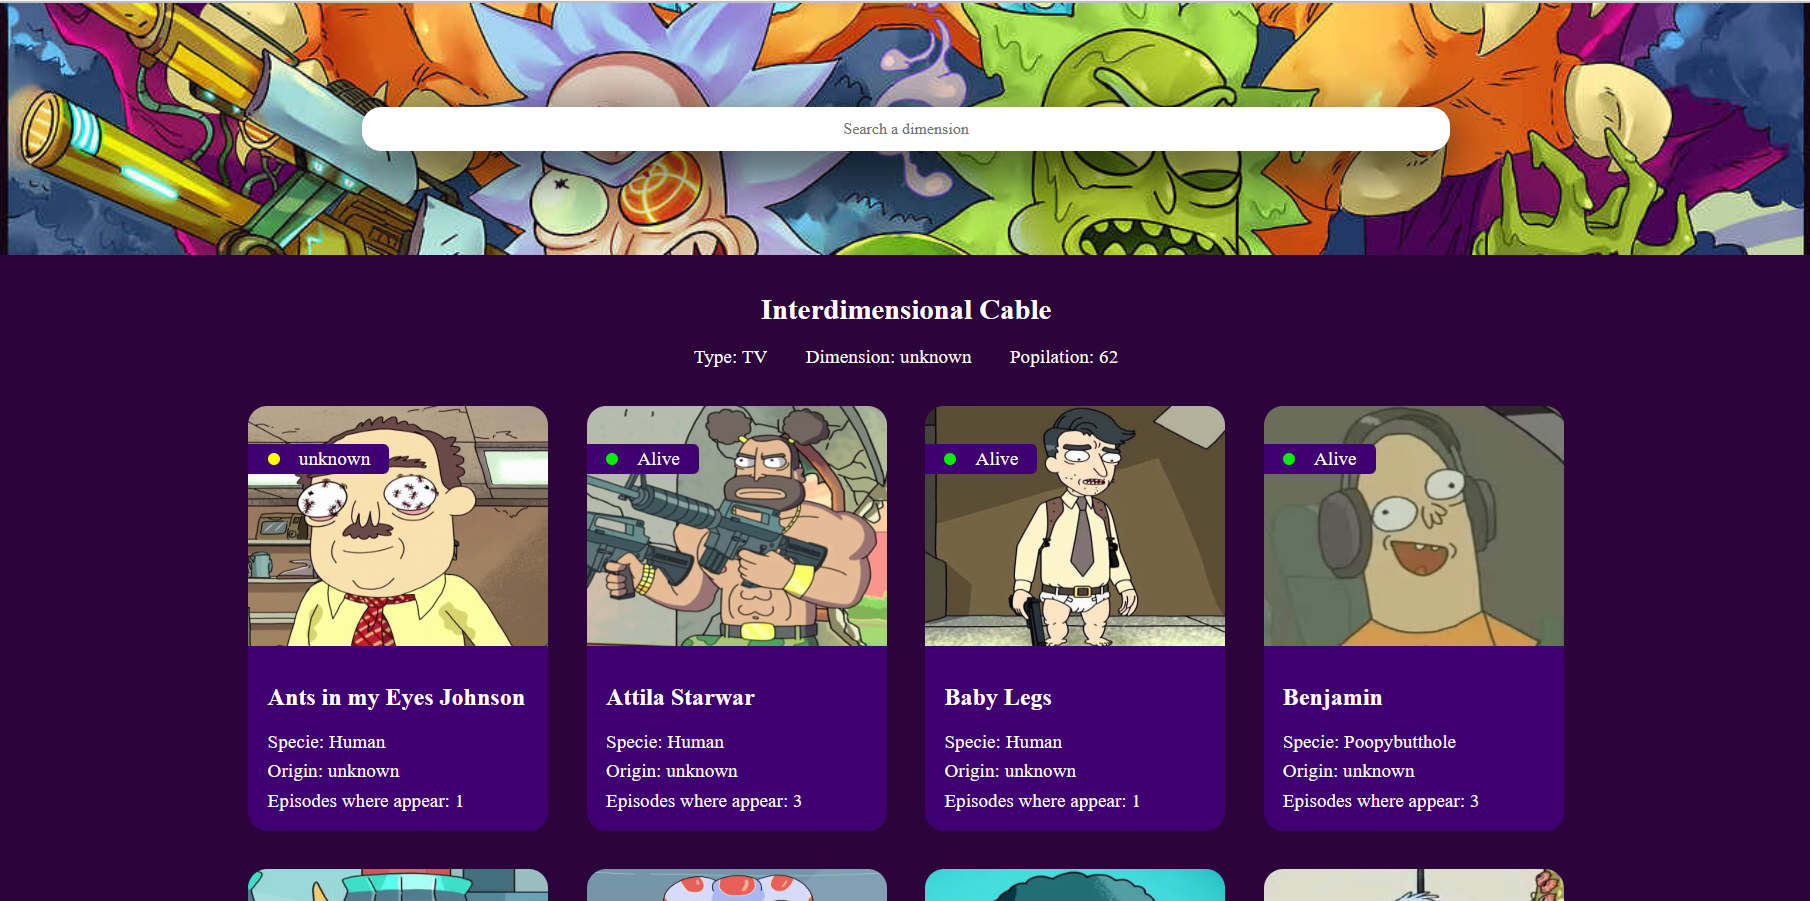 Search a dimension
Interdimensional Cable
Type: TV Dimension: unknown Popilation: 62
unknown
Alive
Alive
Alive
Ants in my Eyes Johnson
Specie: Human
Origin: unknown
Episodes where appear: 1
Attila Starwar
Specie: Human
Origin: unknown
Episodes where appear: 3
Baby Legs
Specie: Human
Origin: unknown
Episodes where appear: 1
Benjamin
Specie: Poopybutthole
Origin: unknown
Episodes where appear: 3